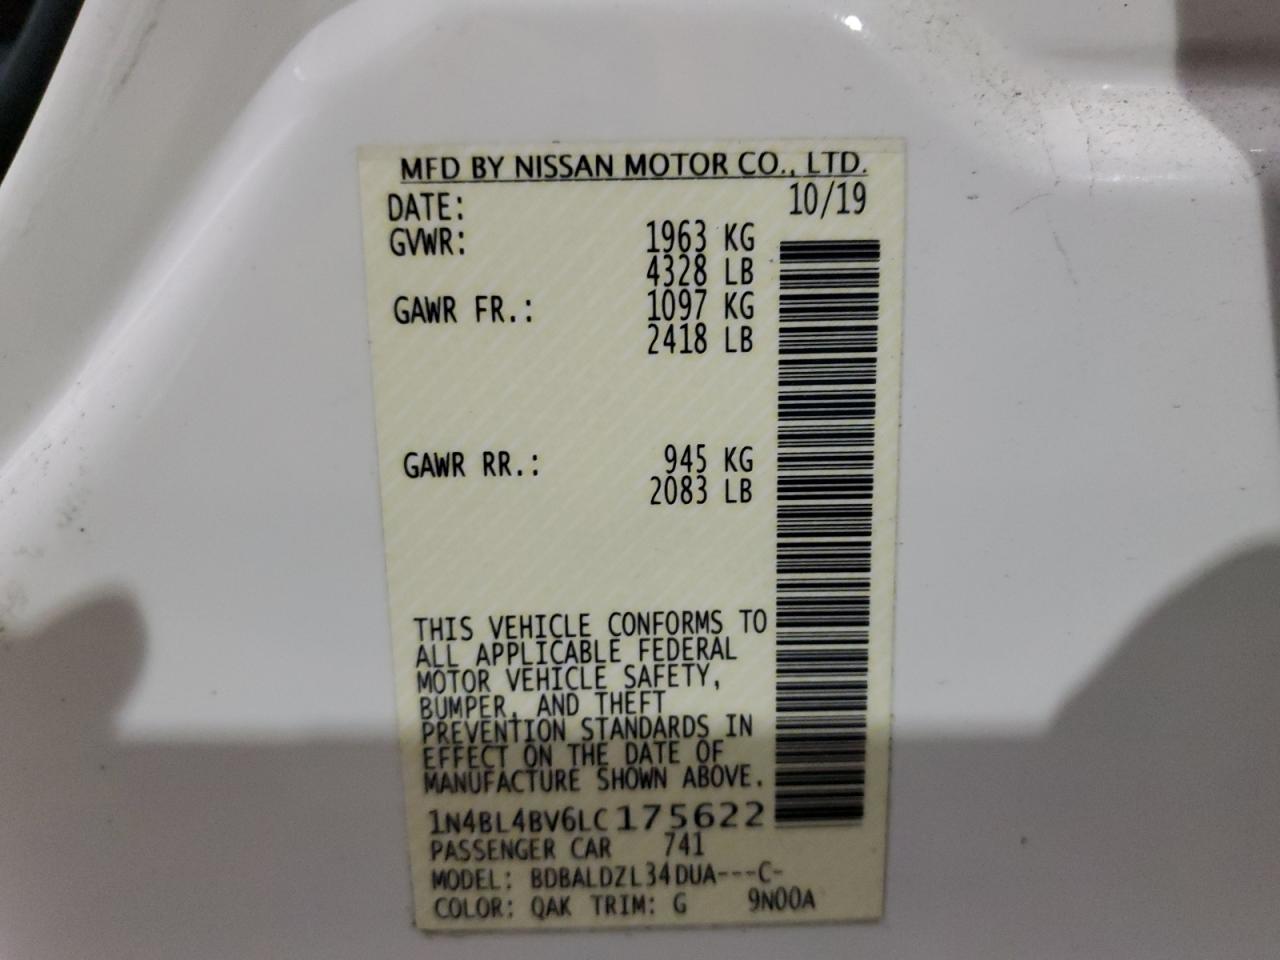 MFD BY NISSAN MOTOR CO., LTD.
DATE: 10/19
GVWR: 1963 KG
4328 LB
GAWR FR.: 1097 KG
2418 LB
GAWR RR.: 945 KG
2083 LB
THIS VEHICLE CONFORMS TO
ALL APPLICABLE FEDERAL
MOTOR VEHICLE SAFETY,
BUMPER, AND THEFT
PREVENTION STANDARDS IN
EFFECT ON THE DATE OF
MANUFACTURE SHOWN ABOVE.
1N4BL4BV6LC175622
PASSENGER CAR 741
MODEL: BDBALDZL34DUA---C-
COLOR: QAK TRIM: G 9N00A